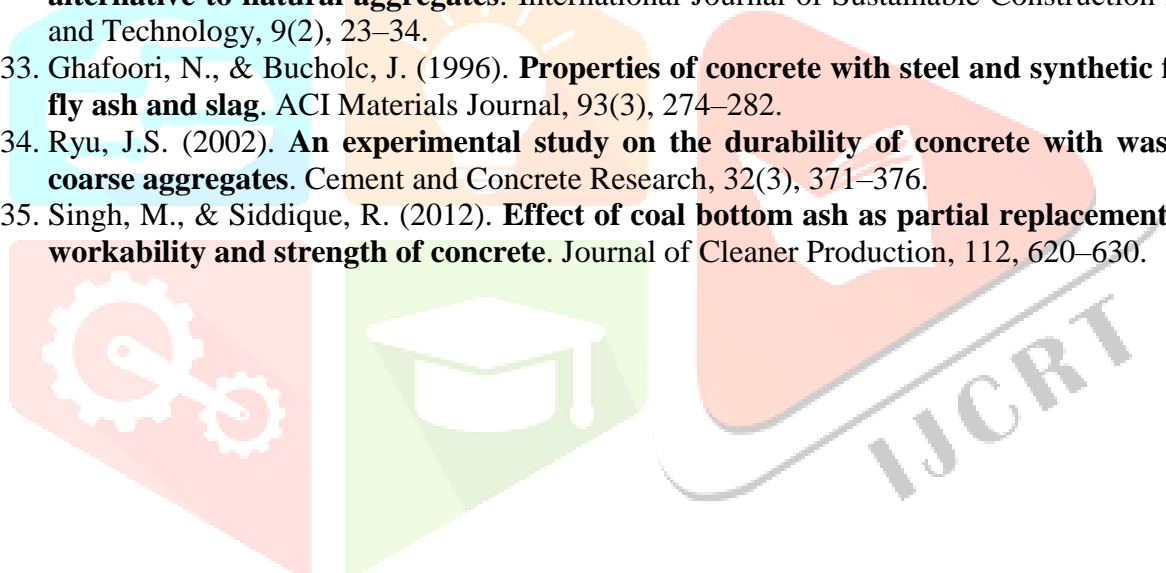 alternative to natural aggregates. International Journal of Sustainable Construction
and Technology, 9(2), 23–34.
33. Ghafoori, N., & Bucholc, J. (1996). Properties of concrete with steel and synthetic
fly ash and slag. ACI Materials Journal, 93(3), 274–282.
34. Ryu, J.S. (2002). An experimental study on the durability of concrete with
coarse aggregates. Cement and Concrete Research, 32(3), 371–376.
35. Singh, M., & Siddique, R. (2012). Effect of coal bottom ash as partial replacement
workability and strength of concrete. Journal of Cleaner Production, 112, 620–630.
IJCRT